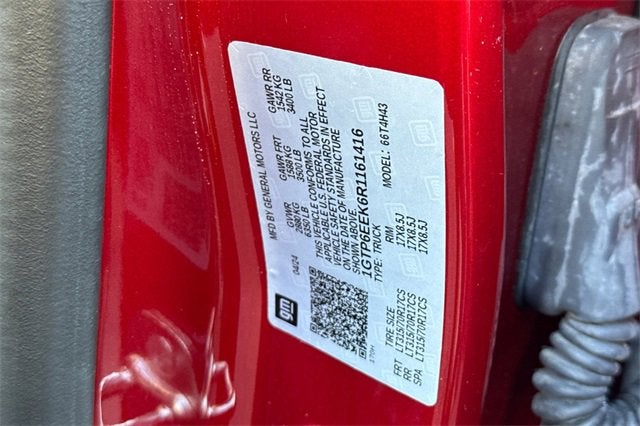 MFD BY GENERAL MOTORS LLC
04/24 GVWR GAWR FRT GAWR RR
2880 KG 1588 KG 1542 KG
6350 LB 3500 LB 3400 LB
THIS VEHICLE CONFORMS TO ALL
APPLICABLE U.S. FEDERAL MOTOR
VEHICLE SAFETY STANDARDS IN EFFECT
ON THE DATE OF MANUFACTURE
SHOWN ABOVE.
1GTP6EEK6R1161416
TYPE: TRUCK MODEL: 66T4H43
TIRE SIZE RIM
FRT LT315/70R17CS 17X8.5J
RR LT315/70R17CS 17X8.5J
SPA LT315/70R17CS 17X8.5J
gm